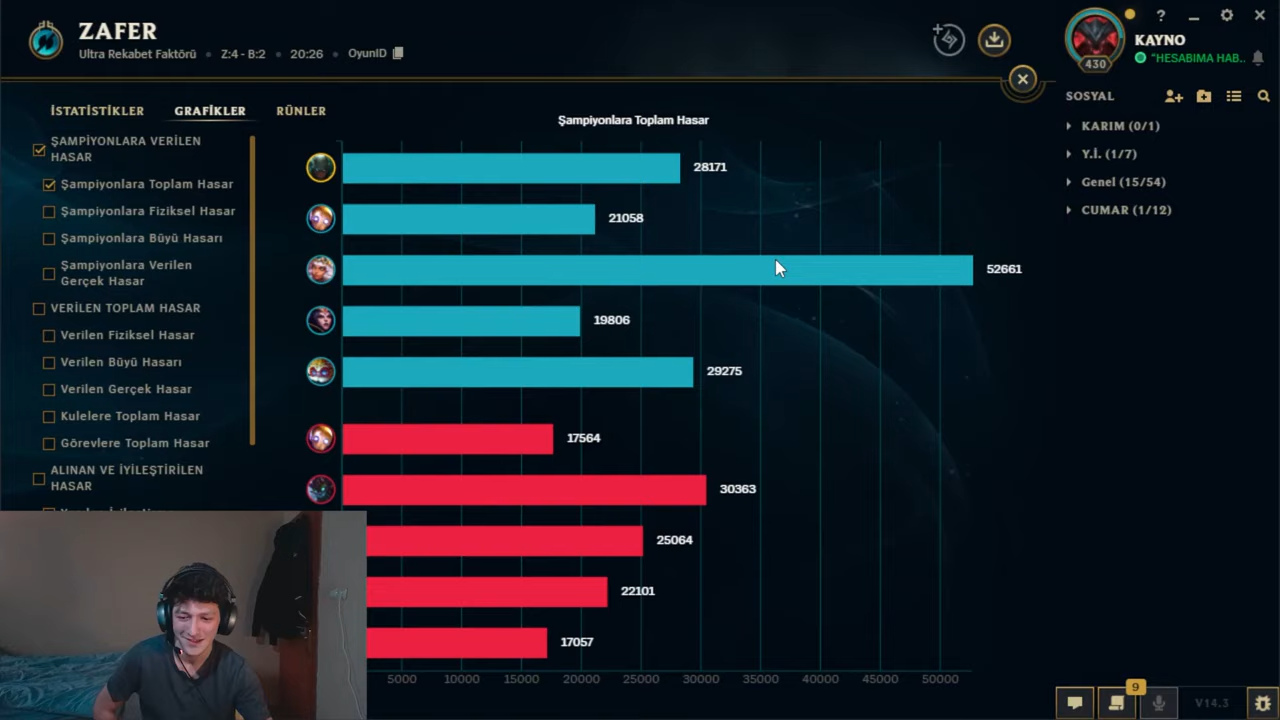 ZAFER
Ultra Rekabet Faktörü • Z:4 - B:2 • 20:26 • OyunID
?
430
KAYNO
"HESABIMA HAB..
İSTATİSTİKLER GRAFİKLER RÜNLER
SOSYAL
KARIM (0/1)
Y.İ. (1/7)
Genel (15/54)
CUMAR (1/12)
ŞAMPİYONLARA VERİLEN
HASAR
Şampiyonlara Toplam Hasar
Şampiyonlara Fiziksel Hasar
Şampiyonlara Büyü Hasarı
Şampiyonlara Verilen
Gerçek Hasar
VERİLEN TOPLAM HASAR
Verilen Fiziksel Hasar
Verilen Büyü Hasarı
Verilen Gerçek Hasar
Kulelere Toplam Hasar
Görevlere Toplam Hasar
ALINAN VE İYİLEŞTİRİLEN
HASAR
Şampiyonlara Toplam Hasar
28171
21058
52661
19806
29275
17564
30363
25064
22101
17057
5000 10000 15000 20000 25000 30000 35000 40000 45000 50000
9
V14.3